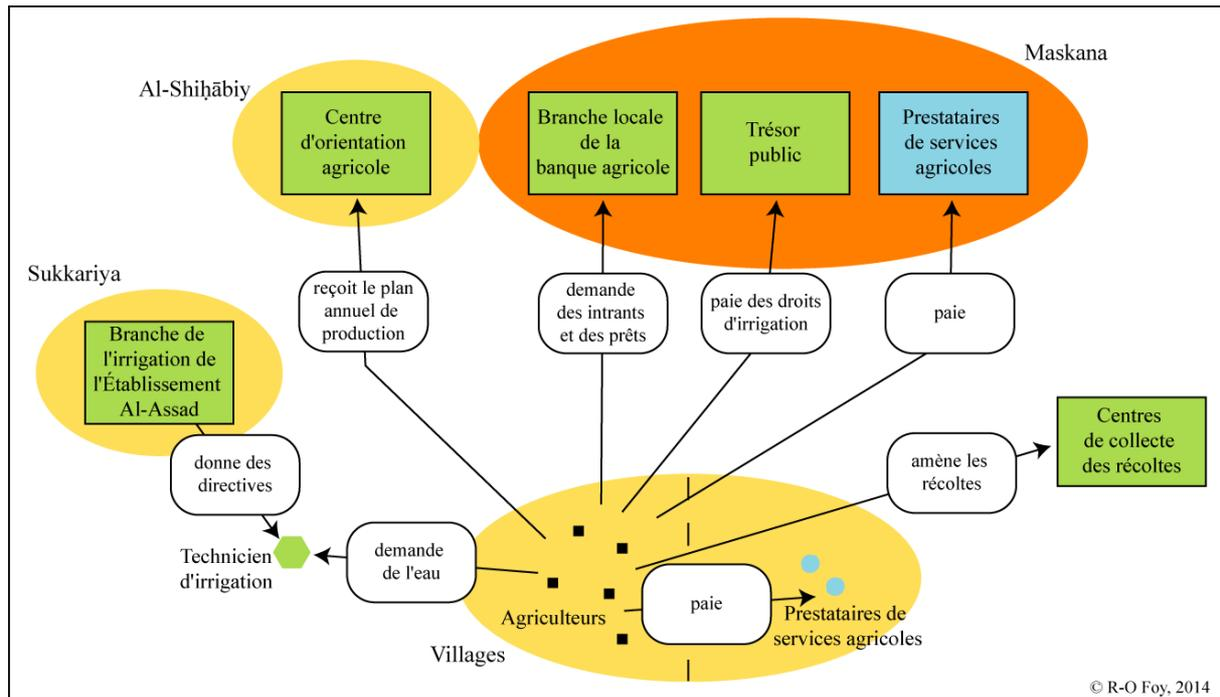 Maskana
Al-Shiḥābiy
Centre
d'orientation
agricole
Branche locale
de la
banque agricole
Trésor
public
Prestataires
de services
agricoles
Sukkariya
reçoit le plan
annuel de
production
demande
des intrants
et des prêts
paie des droits
d'irrigation
paie
Branche de
l'irrigation de
l'Établissement
Al-Assad
Centres
de collecte
des récoltes
donne des
directives
amène les
récoltes
Technicien
d'irrigation
demande
de l'eau
Agriculteurs
paie
Prestataires de
services agricoles
Villages
© R-O Foy, 2014